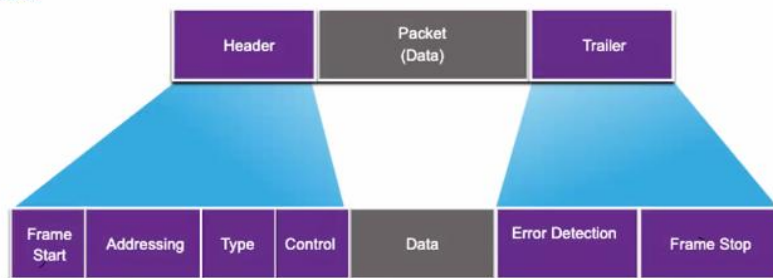 Header
Packet
(Data)
Trailer
Frame
Start
Addressing
Type
Control
Data
Error Detection
Frame Stop